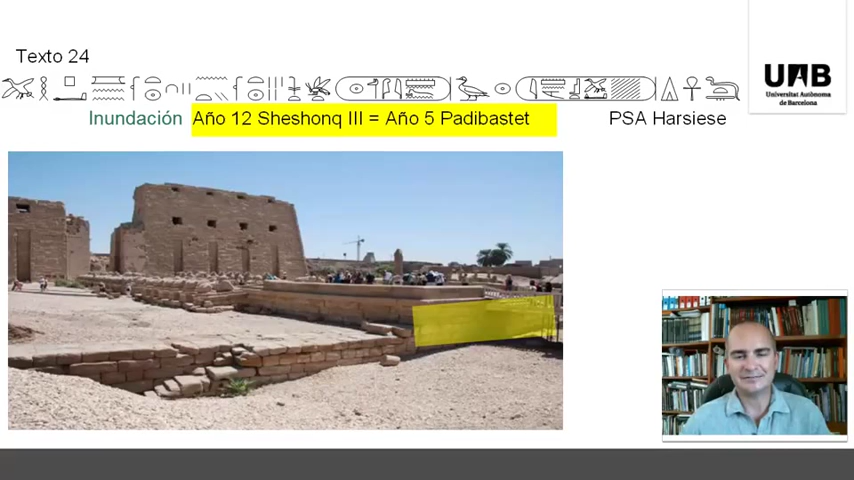 Texto 24
Inundación Año 12 Sheshonq III = Año 5 Padibastet PSA Harsiese
UAB
Universitat Autònoma
de Barcelona